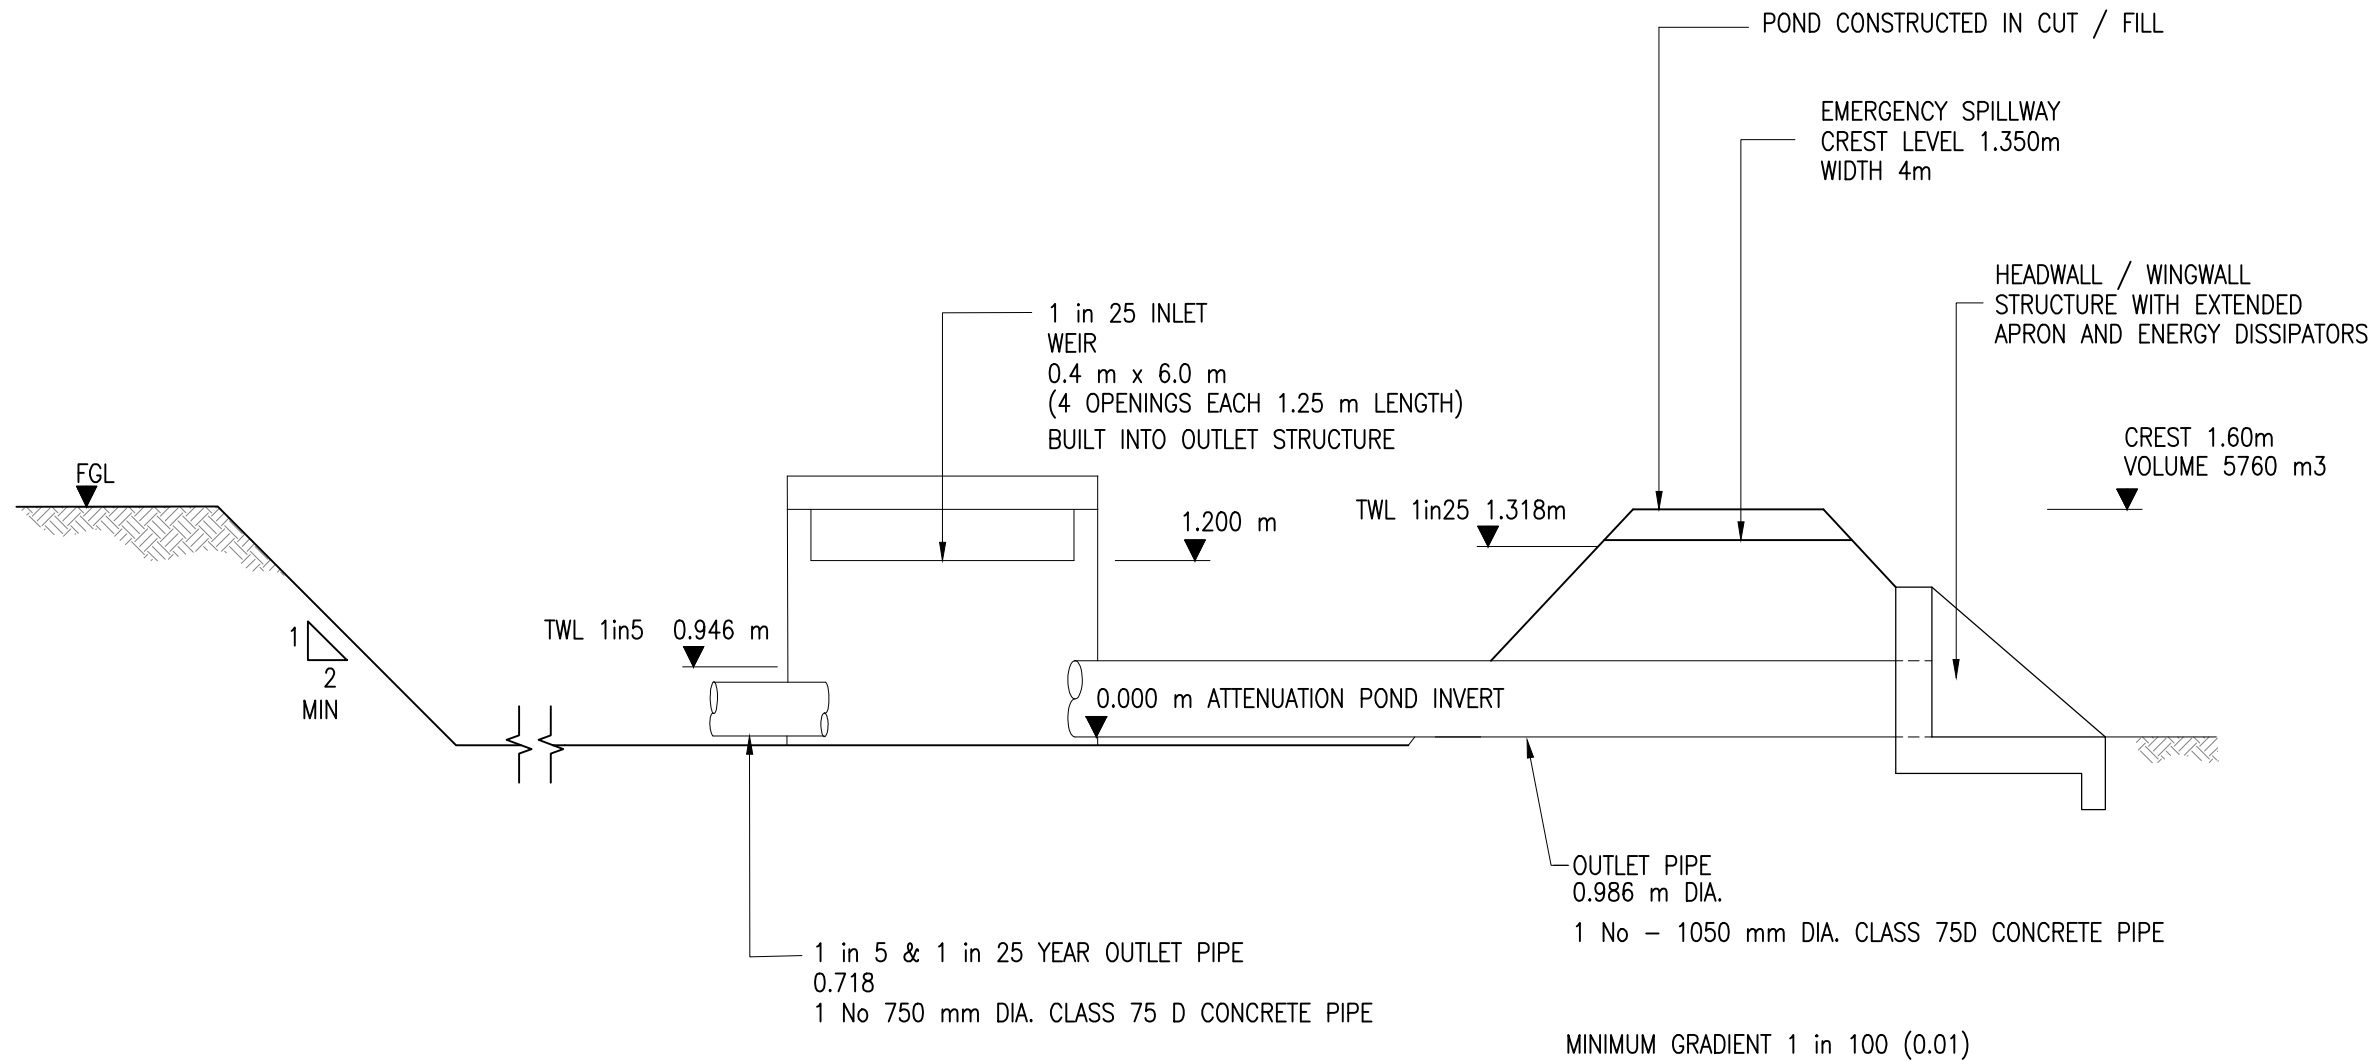 POND CONSTRUCTED IN CUT / FILL
EMERGENCY SPILLWAY
CREST LEVEL 1.350m
WIDTH 4m
HEADWALL / WINGWALL
STRUCTURE WITH EXTENDED
APRON AND ENERGY DISSIPATORS
1 in 25 INLET
WEIR
0.4 m x 6.0 m
(4 OPENINGS EACH 1.25 m LENGTH)
BUILT INTO OUTLET STRUCTURE
CREST 1.60m
VOLUME 5760 m3
FGL
1.200 m
TWL 1in25 1.318m
TWL 1in5 0.946 m
1
2
MIN
0.000 m ATTENUATION POND INVERT
OUTLET PIPE
0.986 m DIA.
1 No - 1050 mm DIA. CLASS 75D CONCRETE PIPE
1 in 5 & 1 in 25 YEAR OUTLET PIPE
0.718
1 No 750 mm DIA. CLASS 75 D CONCRETE PIPE
MINIMUM GRADIENT 1 in 100 (0.01)